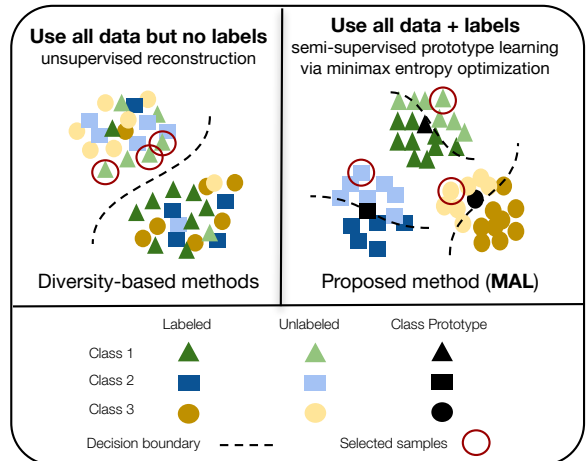 Use all data but no labels
unsupervised reconstruction
Diversity-based methods
Use all data + labels
semi-supervised prototype learning
via minimax entropy optimization
Proposed method (MAL)
Labeled Unlabeled Class Prototype
Class 1
Class 2
Class 3
Decision boundary Selected samples